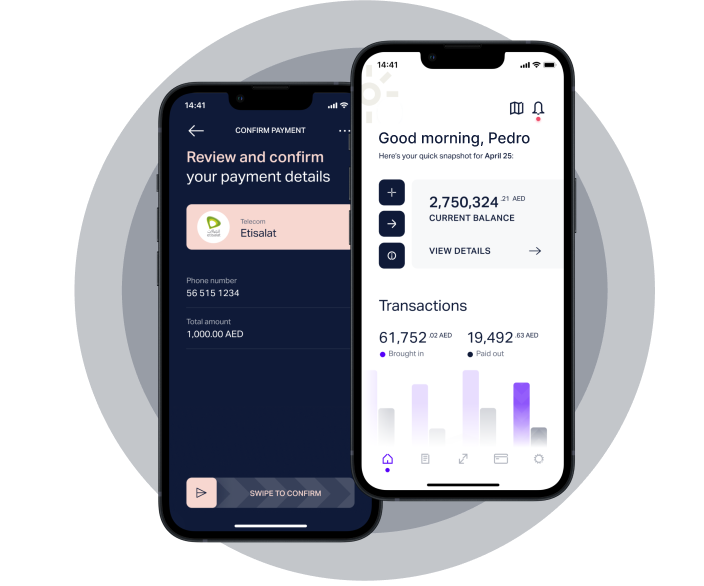 14:41
CONFIRM PAYMENT
Review and confirm
your payment details
Telecom
Etisalat
Phone number
56 515 1234
Total amount
1,000.00 AED
SWIPE TO CONFIRM
14:41
Good morning, Pedro
Here's your quick snapshot for April 25:
2,750,324.21 AED
CURRENT BALANCE
VIEW DETAILS
Transactions
61,752.02 AED 19,492.63 AED
Brought in Paid out